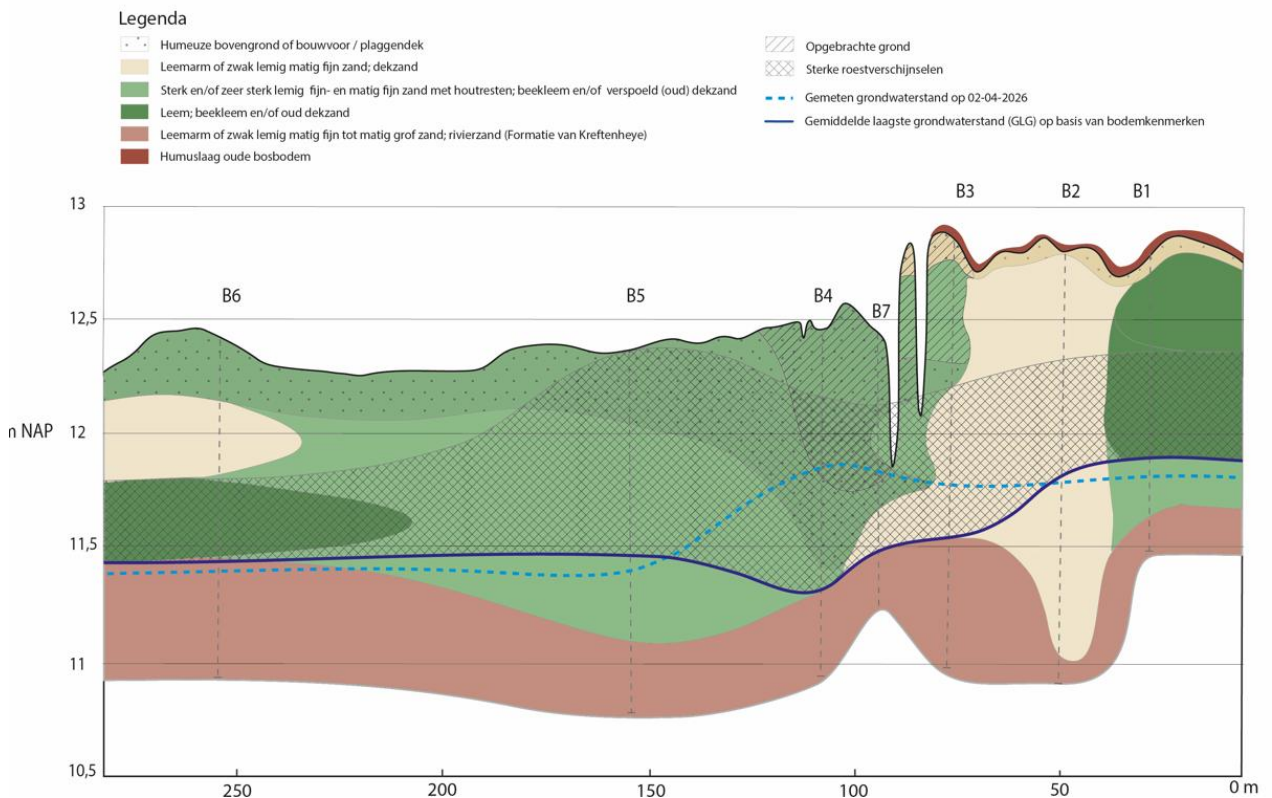 Legenda
Humeuze bovengrond of bouwvoor / plaggendek
Leemarm of zwak lemig matig fijn zand; dekzand
Sterk en/of zeer sterk lemig fijn- en matig fijn zand met houtresten; beekleem en/of verspoeld (oud) dekzand
Leem; beekleem en/of oud dekzand
Leemarm of zwak lemig matig fijn tot matig grof zand; rivierzand (Formatie van Kreftenheye)
Humuslaag oude bosbodem
Opgebrachte grond
Sterke roestverschijnselen
Gemeten grondwaterstand op 02-04-2026
Gemiddelde laagste grondwaterstand (GLG) op basis van bodemkenmerken
13
B3
B2
B1
B6
B5
B4
B7
12,5
n NAP
12
11,5
11
10,5
250
200
150
100
50
0 m